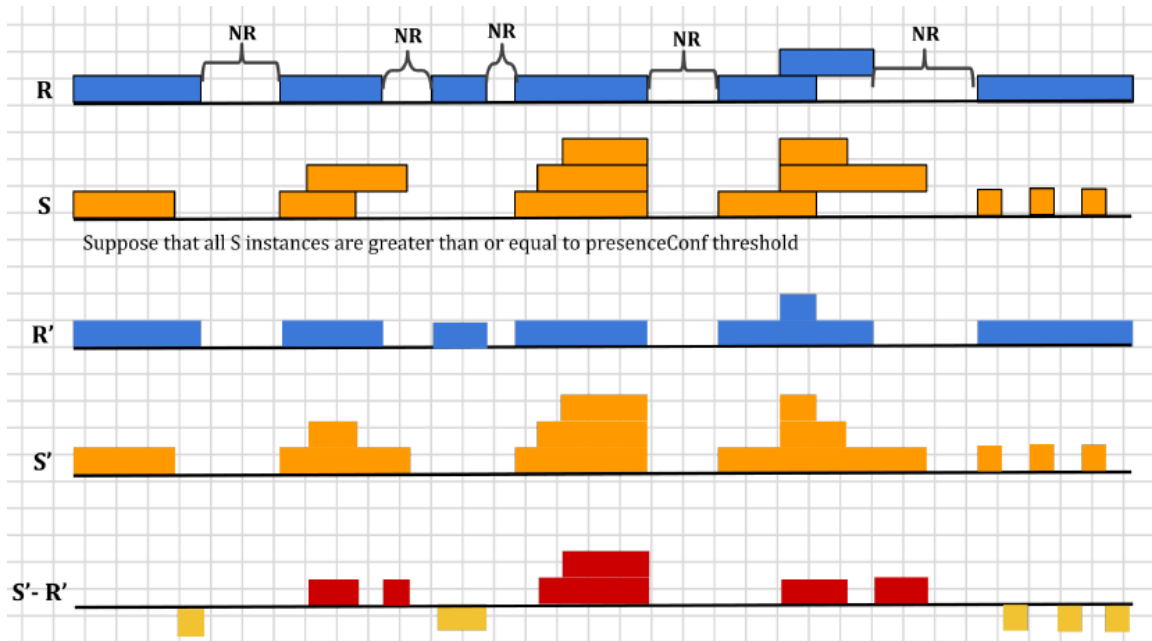 NR
NR
NR
NR
NR
R
S
Suppose that all S instances are greater than or equal to presenceConf threshold
R’
S’
S’- R’